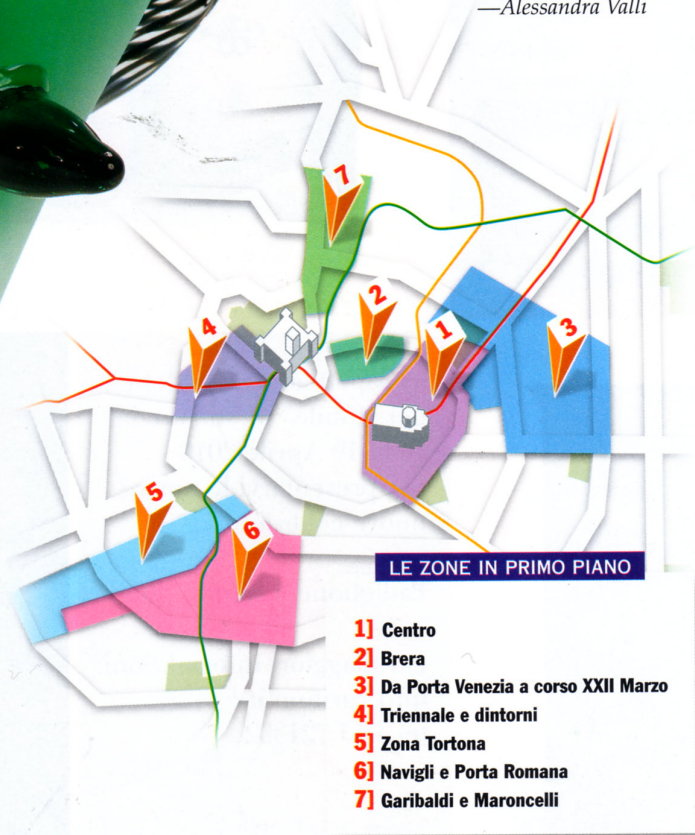 —Alessandra Valli
7
2
1
3
4
5
6
LE ZONE IN PRIMO PIANO
1] Centro
2] Brera
3] Da Porta Venezia a corso XXII Marzo
4] Triennale e dintorni
5] Zona Tortona
6] Navigli e Porta Romana
7] Garibaldi e Maroncelli